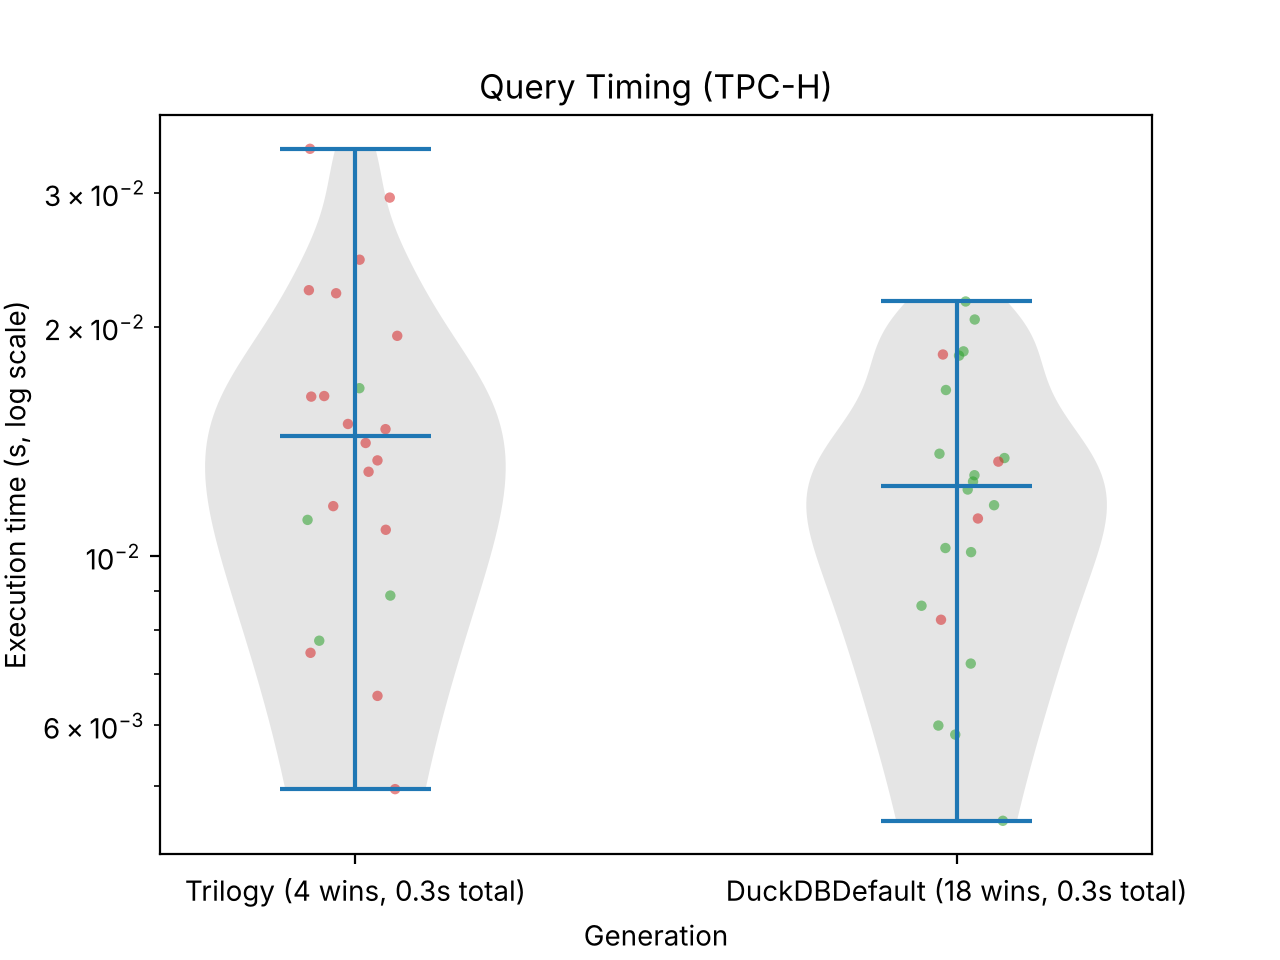 Query Timing (TPC-H)
Execution time (s, log scale)
3 × 10⁻²
2 × 10⁻²
10⁻²
6 × 10⁻³
Trilogy (4 wins, 0.3s total)
DuckDBDefault (18 wins, 0.3s total)
Generation